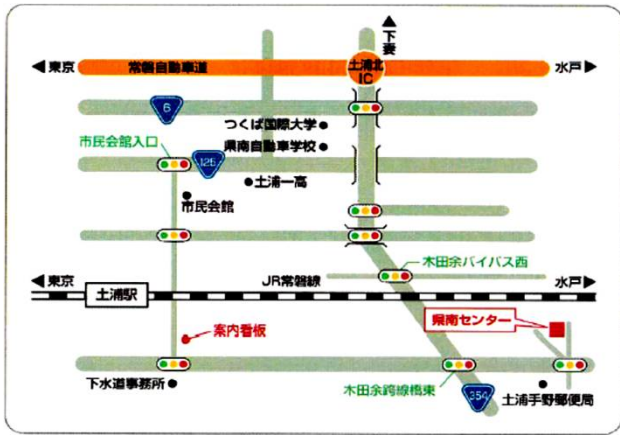 下妻
東京
常磐自動車道
土浦北
IC
水戸
6
つくば国際大学
県南自動車学校
市民会館入口
125
土浦一高
市民会館
木田余バイパス西
東京
JR常磐線
水戸
土浦駅
県南センター
案内看板
下水道事務所
木田余跨線橋東
354
土浦手野郵便局